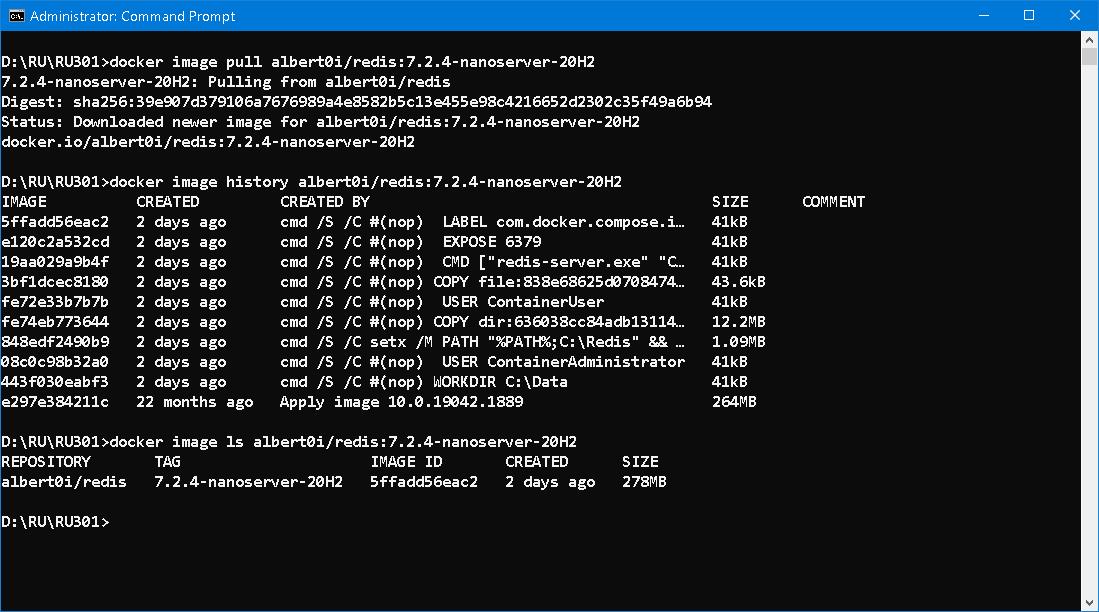 Administrator: Command Prompt
D:\RU\RU301>docker image pull albert0i/redis:7.2.4-nanoserver-20H2
7.2.4-nanoserver-20H2: Pulling from albert0i/redis
Digest: sha256:39e907d379106a7676989a4e8582b5c13e455e98c4216652d2302c35f49a6b94
Status: Downloaded newer image for albert0i/redis:7.2.4-nanoserver-20H2
docker.io/albert0i/redis:7.2.4-nanoserver-20H2
D:\RU\RU301>docker image history albert0i/redis:7.2.4-nanoserver-20H2
IMAGE          CREATED         CREATED BY                                      SIZE      COMMENT
5ffadd56eac2   2 days ago      cmd /S /C #(nop)  LABEL com.docker.compose.i…   41kB
e120c2a532cd   2 days ago      cmd /S /C #(nop)  EXPOSE 6379                   41kB
19aa029a9b4f   2 days ago      cmd /S /C #(nop)  CMD ["redis-server.exe" "C…   41kB
3bf1dcec8180   2 days ago      cmd /S /C #(nop) COPY file:838e68625d0708474…   43.6kB
fe72e33b7b7b   2 days ago      cmd /S /C #(nop)  USER ContainerUser            41kB
fe74eb773644   2 days ago      cmd /S /C #(nop) COPY dir:636038cc84adb13114…   12.2MB
848edf2490b9   2 days ago      cmd /S /C setx /M PATH "%PATH%;C:\Redis" && …   1.09MB
08c0c98b32a0   2 days ago      cmd /S /C #(nop)  USER ContainerAdministrator   41kB
443f030eabf3   2 days ago      cmd /S /C #(nop) WORKDIR C:\Data                41kB
e297e384211c   22 months ago   Apply image 10.0.19042.1889                     264MB
D:\RU\RU301>docker image ls albert0i/redis:7.2.4-nanoserver-20H2
REPOSITORY       TAG                     IMAGE ID       CREATED      SIZE
albert0i/redis   7.2.4-nanoserver-20H2   5ffadd56eac2   2 days ago   278MB
D:\RU\RU301>